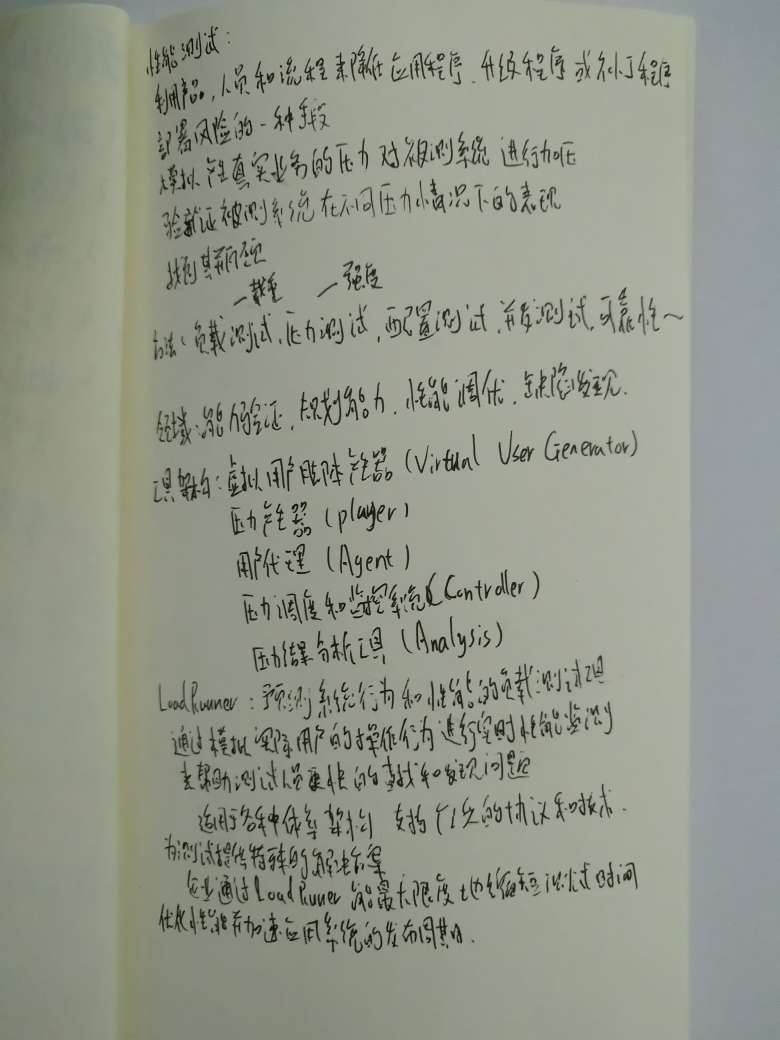 性能测试：
利用产品，人员和流程来降低应用程序、升级程序或补丁程序
部署风险的一种手段
模拟产生真实业务的压力对被测系统进行加压
验证被测系统在不同压力情况下的表现
找到其瓶颈
一载重 一强度
方法：负载测试，压力测试，配置测试，并发测试，可靠性～
领域：能力验证，规划能力，性能调优，缺陷发现.
工具架构：虚拟用户脚本产生器（Virtual User Generator）
压力产生器（player）
用户代理（Agent）
压力调度和监控系统（Controller）
压力结果分析工具（Analysis）
LoadRunner：预测系统行为和性能的负载测试工具
通过模拟实际用户的操作行为进行实时性能监测
来帮助测试人员更快的查找和发现问题
适用于各种体系架构 支持广泛的协议和技术.
为测试提供特殊的解决方案
企业通过LoadRunner能最大限度地缩短测试时间
优化性能和加速应用系统的发布周期.